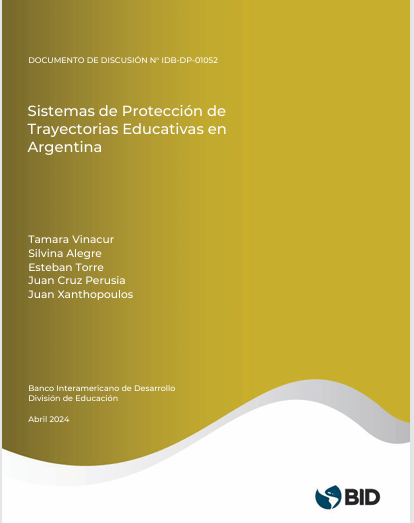 DOCUMENTO DE DISCUSIÓN N° IDB-DP-01052
Sistemas de Protección de
Trayectorias Educativas en
Argentina
Tamara Vinacur
Silvina Alegre
Esteban Torre
Juan Cruz Perusia
Juan Xanthopoulos
Banco Interamericano de Desarrollo
División de Educación
Abril 2024
BID